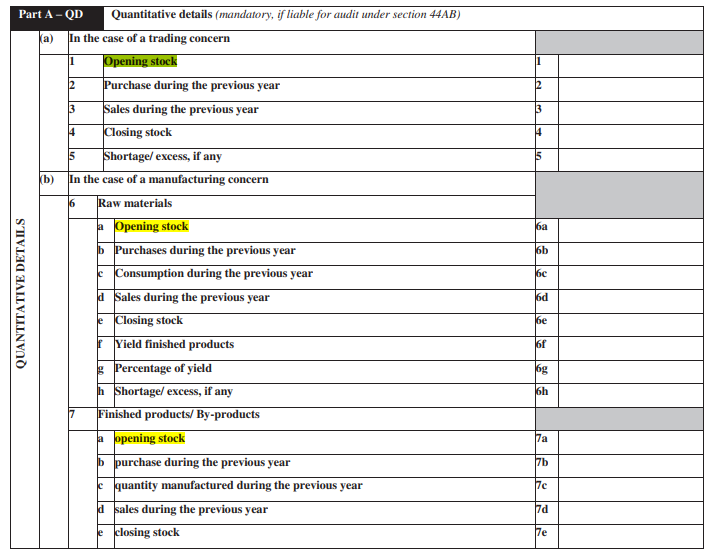 Part A – QD Quantitative details (mandatory, if liable for audit under section 44AB)
(a) In the case of a trading concern
1 Opening stock 1
2 Purchase during the previous year 2
3 Sales during the previous year 3
4 Closing stock 4
5 Shortage/ excess, if any 5
(b) In the case of a manufacturing concern
6 Raw materials
a Opening stock 6a
b Purchases during the previous year 6b
c Consumption during the previous year 6c
d Sales during the previous year 6d
e Closing stock 6e
f Yield finished products 6f
g Percentage of yield 6g
h Shortage/ excess, if any 6h
7 Finished products/ By-products
a opening stock 7a
b purchase during the previous year 7b
c quantity manufactured during the previous year 7c
d sales during the previous year 7d
e closing stock 7e
QUANTITATIVE DETAILS